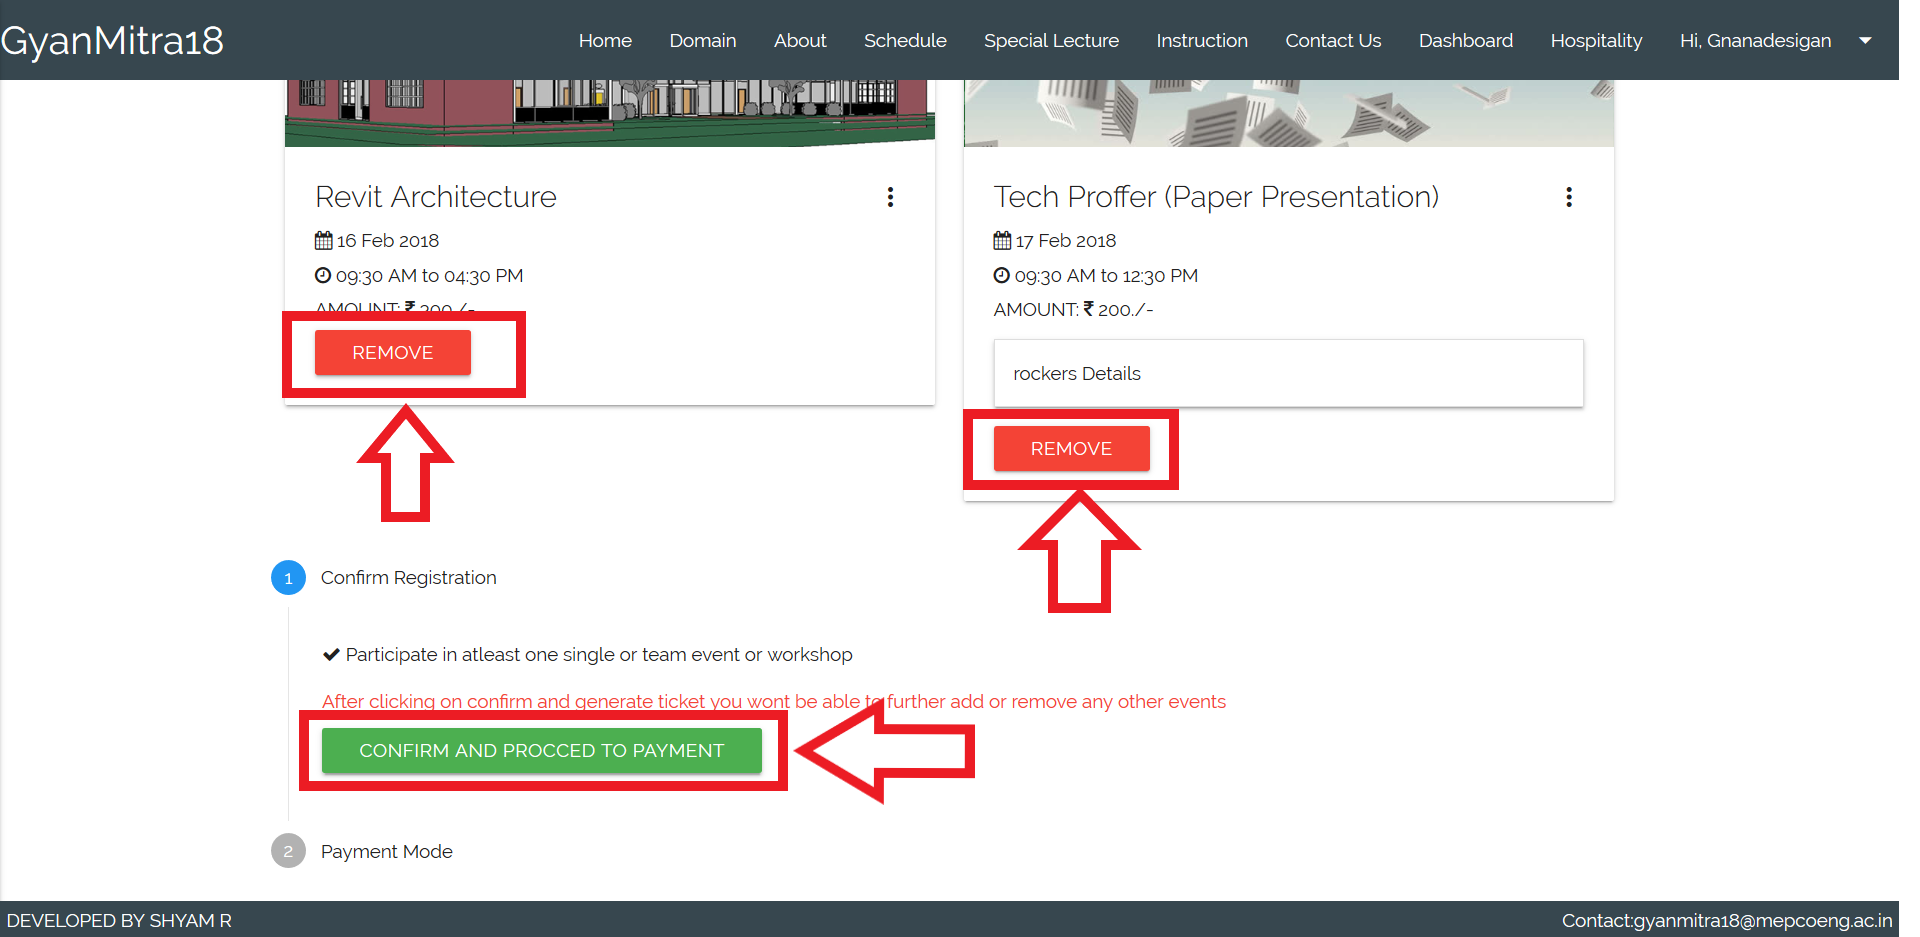 GyanMitra18
Home Domain About Schedule Special Lecture Instruction Contact Us Dashboard Hospitality Hi, Gnanadesigan
Revit Architecture
16 Feb 2018
09:30 AM to 04:30 PM
AMOUNT: ₹ 200./-
REMOVE
Tech Proffer (Paper Presentation)
17 Feb 2018
09:30 AM to 12:30 PM
AMOUNT: ₹ 200./-
rockers Details
REMOVE
1 Confirm Registration
✔ Participate in atleast one single or team event or workshop
After clicking on confirm and generate ticket you wont be able to further add or remove any other events
CONFIRM AND PROCCED TO PAYMENT
2 Payment Mode
DEVELOPED BY SHYAM R
Contact:gyanmitra18@mepcoeng.ac.in